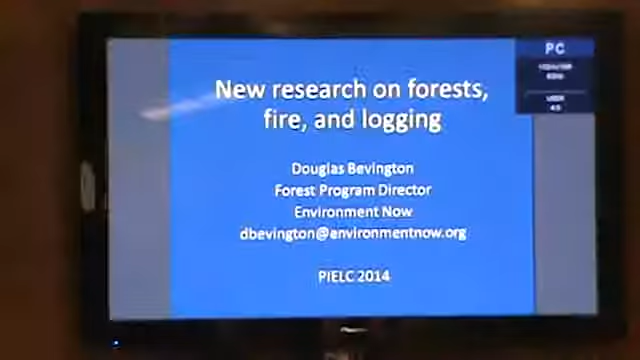 New research on forests,
fire, and logging
Douglas Bevington
Forest Program Director
Environment Now
dbevington@environmentnow.org
PIELC 2014
PC
USER